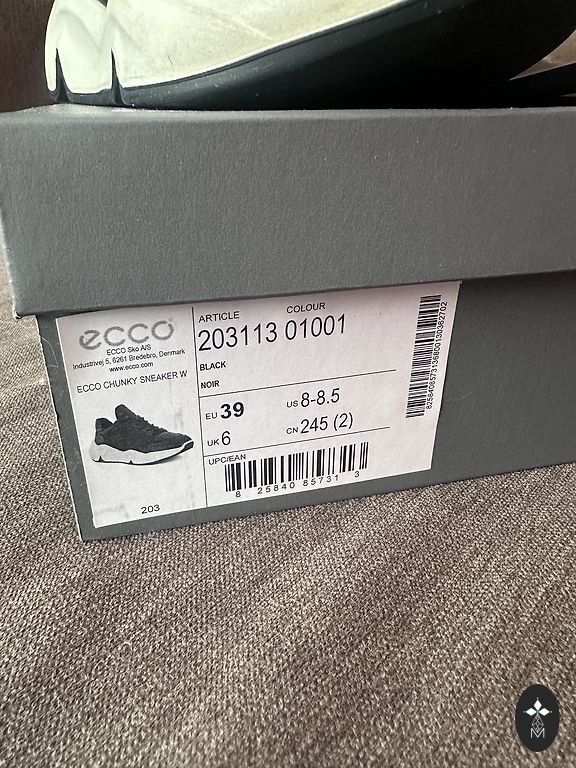 ecco
ECCO Sko A/S
Industrivej 5, 6261 Bredebro, Denmark
www.ecco.com
ECCO CHUNKY SNEAKER W
203
ARTICLE COLOUR
203113 01001
BLACK
NOIR
EU 39 US 8-8.5
UK 6 CN 245 (2)
UPC/EAN
8 25840 85731 3
M